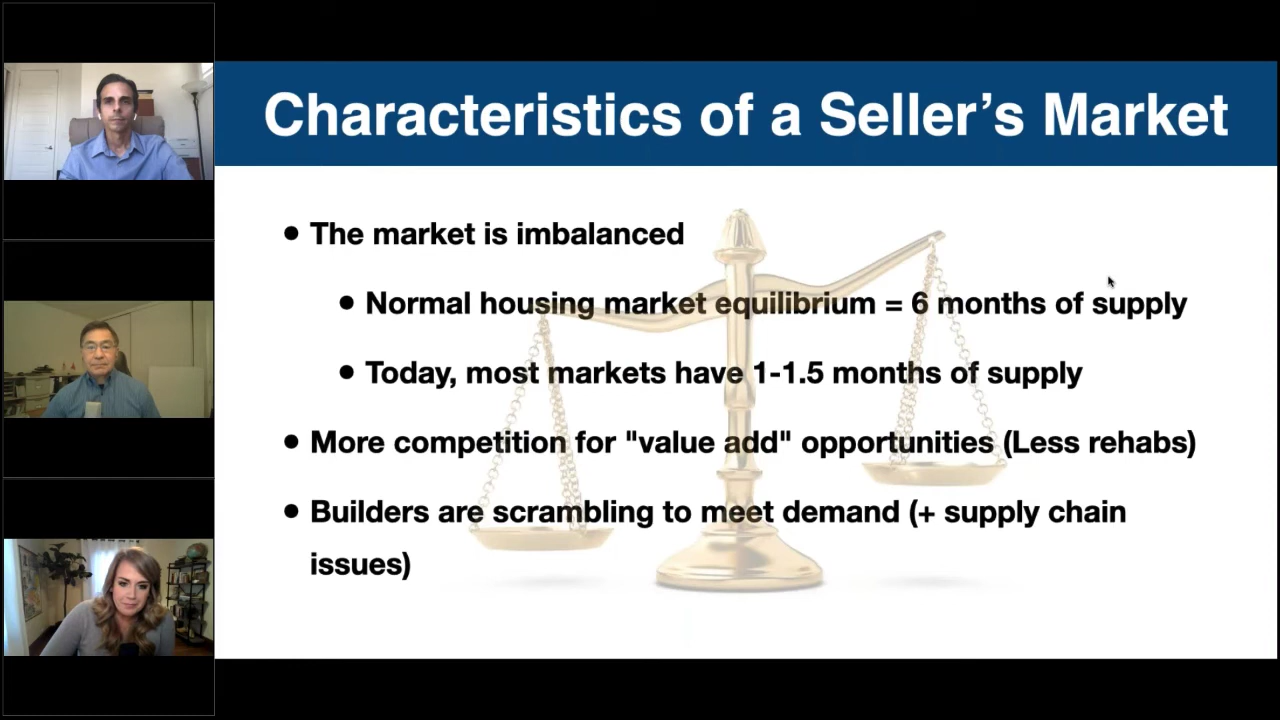 Characteristics of a Seller’s Market
• The market is imbalanced
• Normal housing market equilibrium = 6 months of supply
• Today, most markets have 1-1.5 months of supply
• More competition for "value add" opportunities (Less rehabs)
• Builders are scrambling to meet demand (+ supply chain
issues)